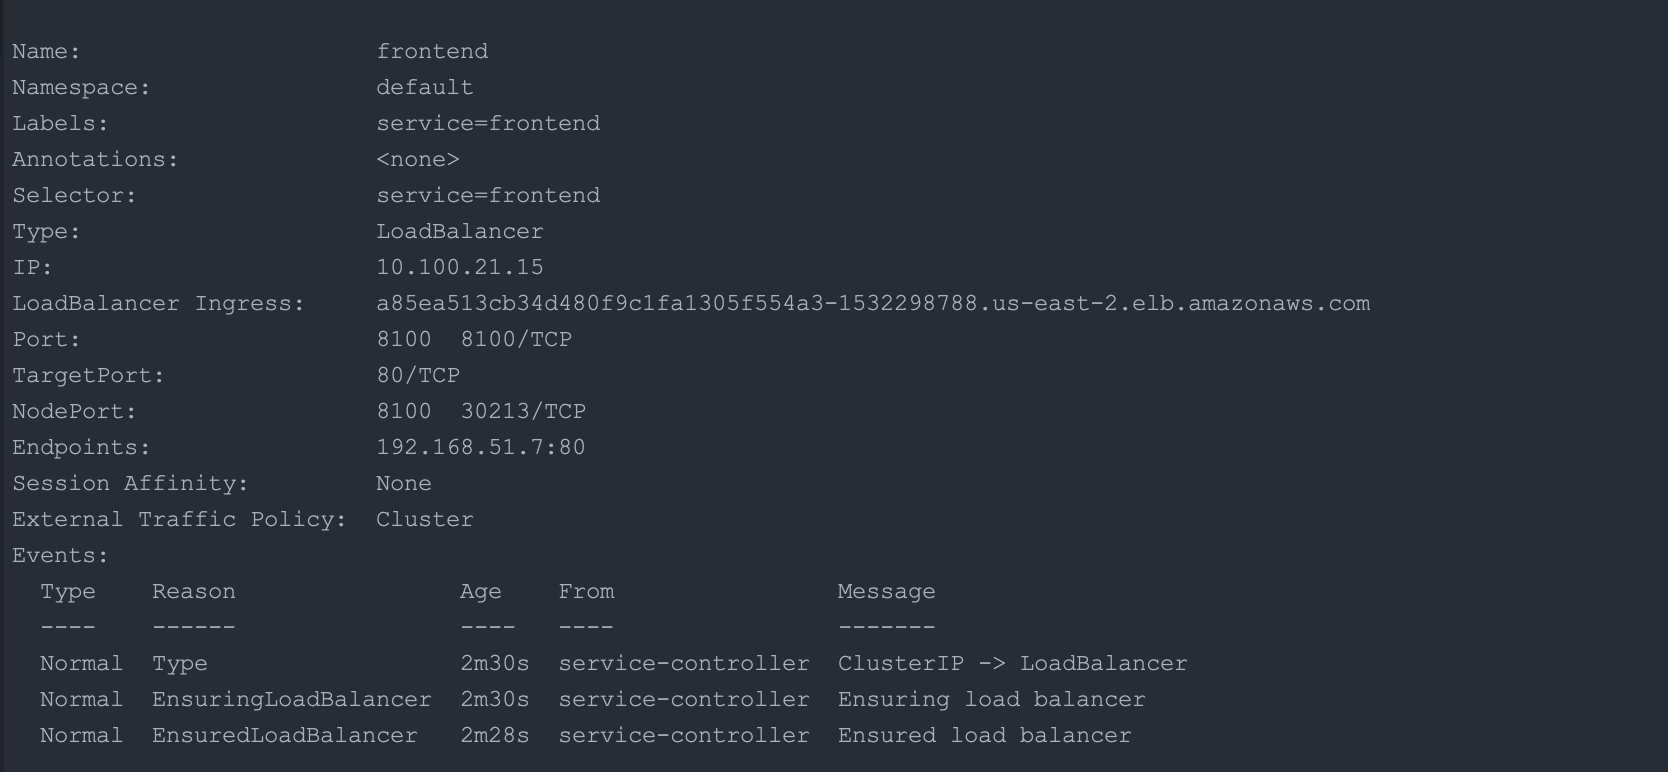 Name:                     frontend
Namespace:                default
Labels:                   service=frontend
Annotations:              <none>
Selector:                 service=frontend
Type:                     LoadBalancer
IP:                       10.100.21.15
LoadBalancer Ingress:     a85ea513cb34d480f9c1fa1305f554a3-1532298788.us-east-2.elb.amazonaws.com
Port:                     8100  8100/TCP
TargetPort:               80/TCP
NodePort:                 8100  30213/TCP
Endpoints:                192.168.51.7:80
Session Affinity:         None
External Traffic Policy:  Cluster
Events:
  Type    Reason                Age   From                Message
  ----    ------                ----  ----                -------
  Normal  Type                  2m30s  service-controller  ClusterIP -> LoadBalancer
  Normal  EnsuringLoadBalancer  2m30s  service-controller  Ensuring load balancer
  Normal  EnsuredLoadBalancer   2m28s  service-controller  Ensured load balancer